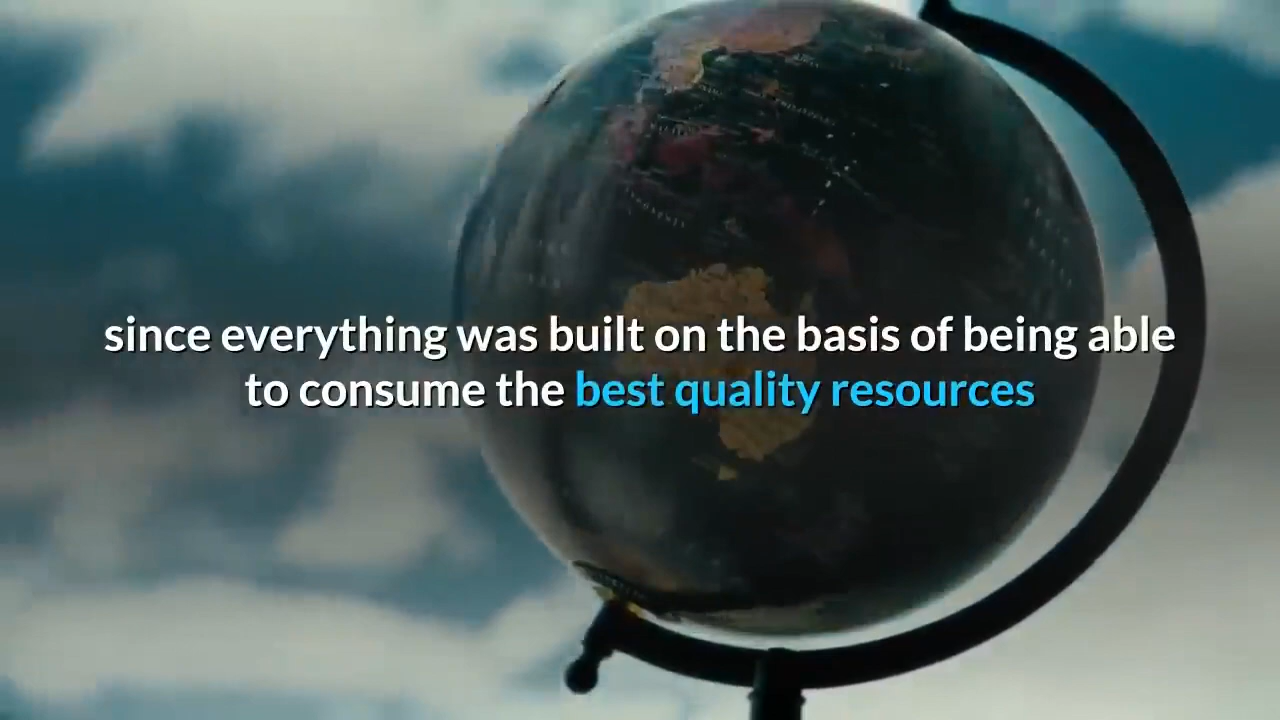 since everything was built on the basis of being able
to consume the best quality resources